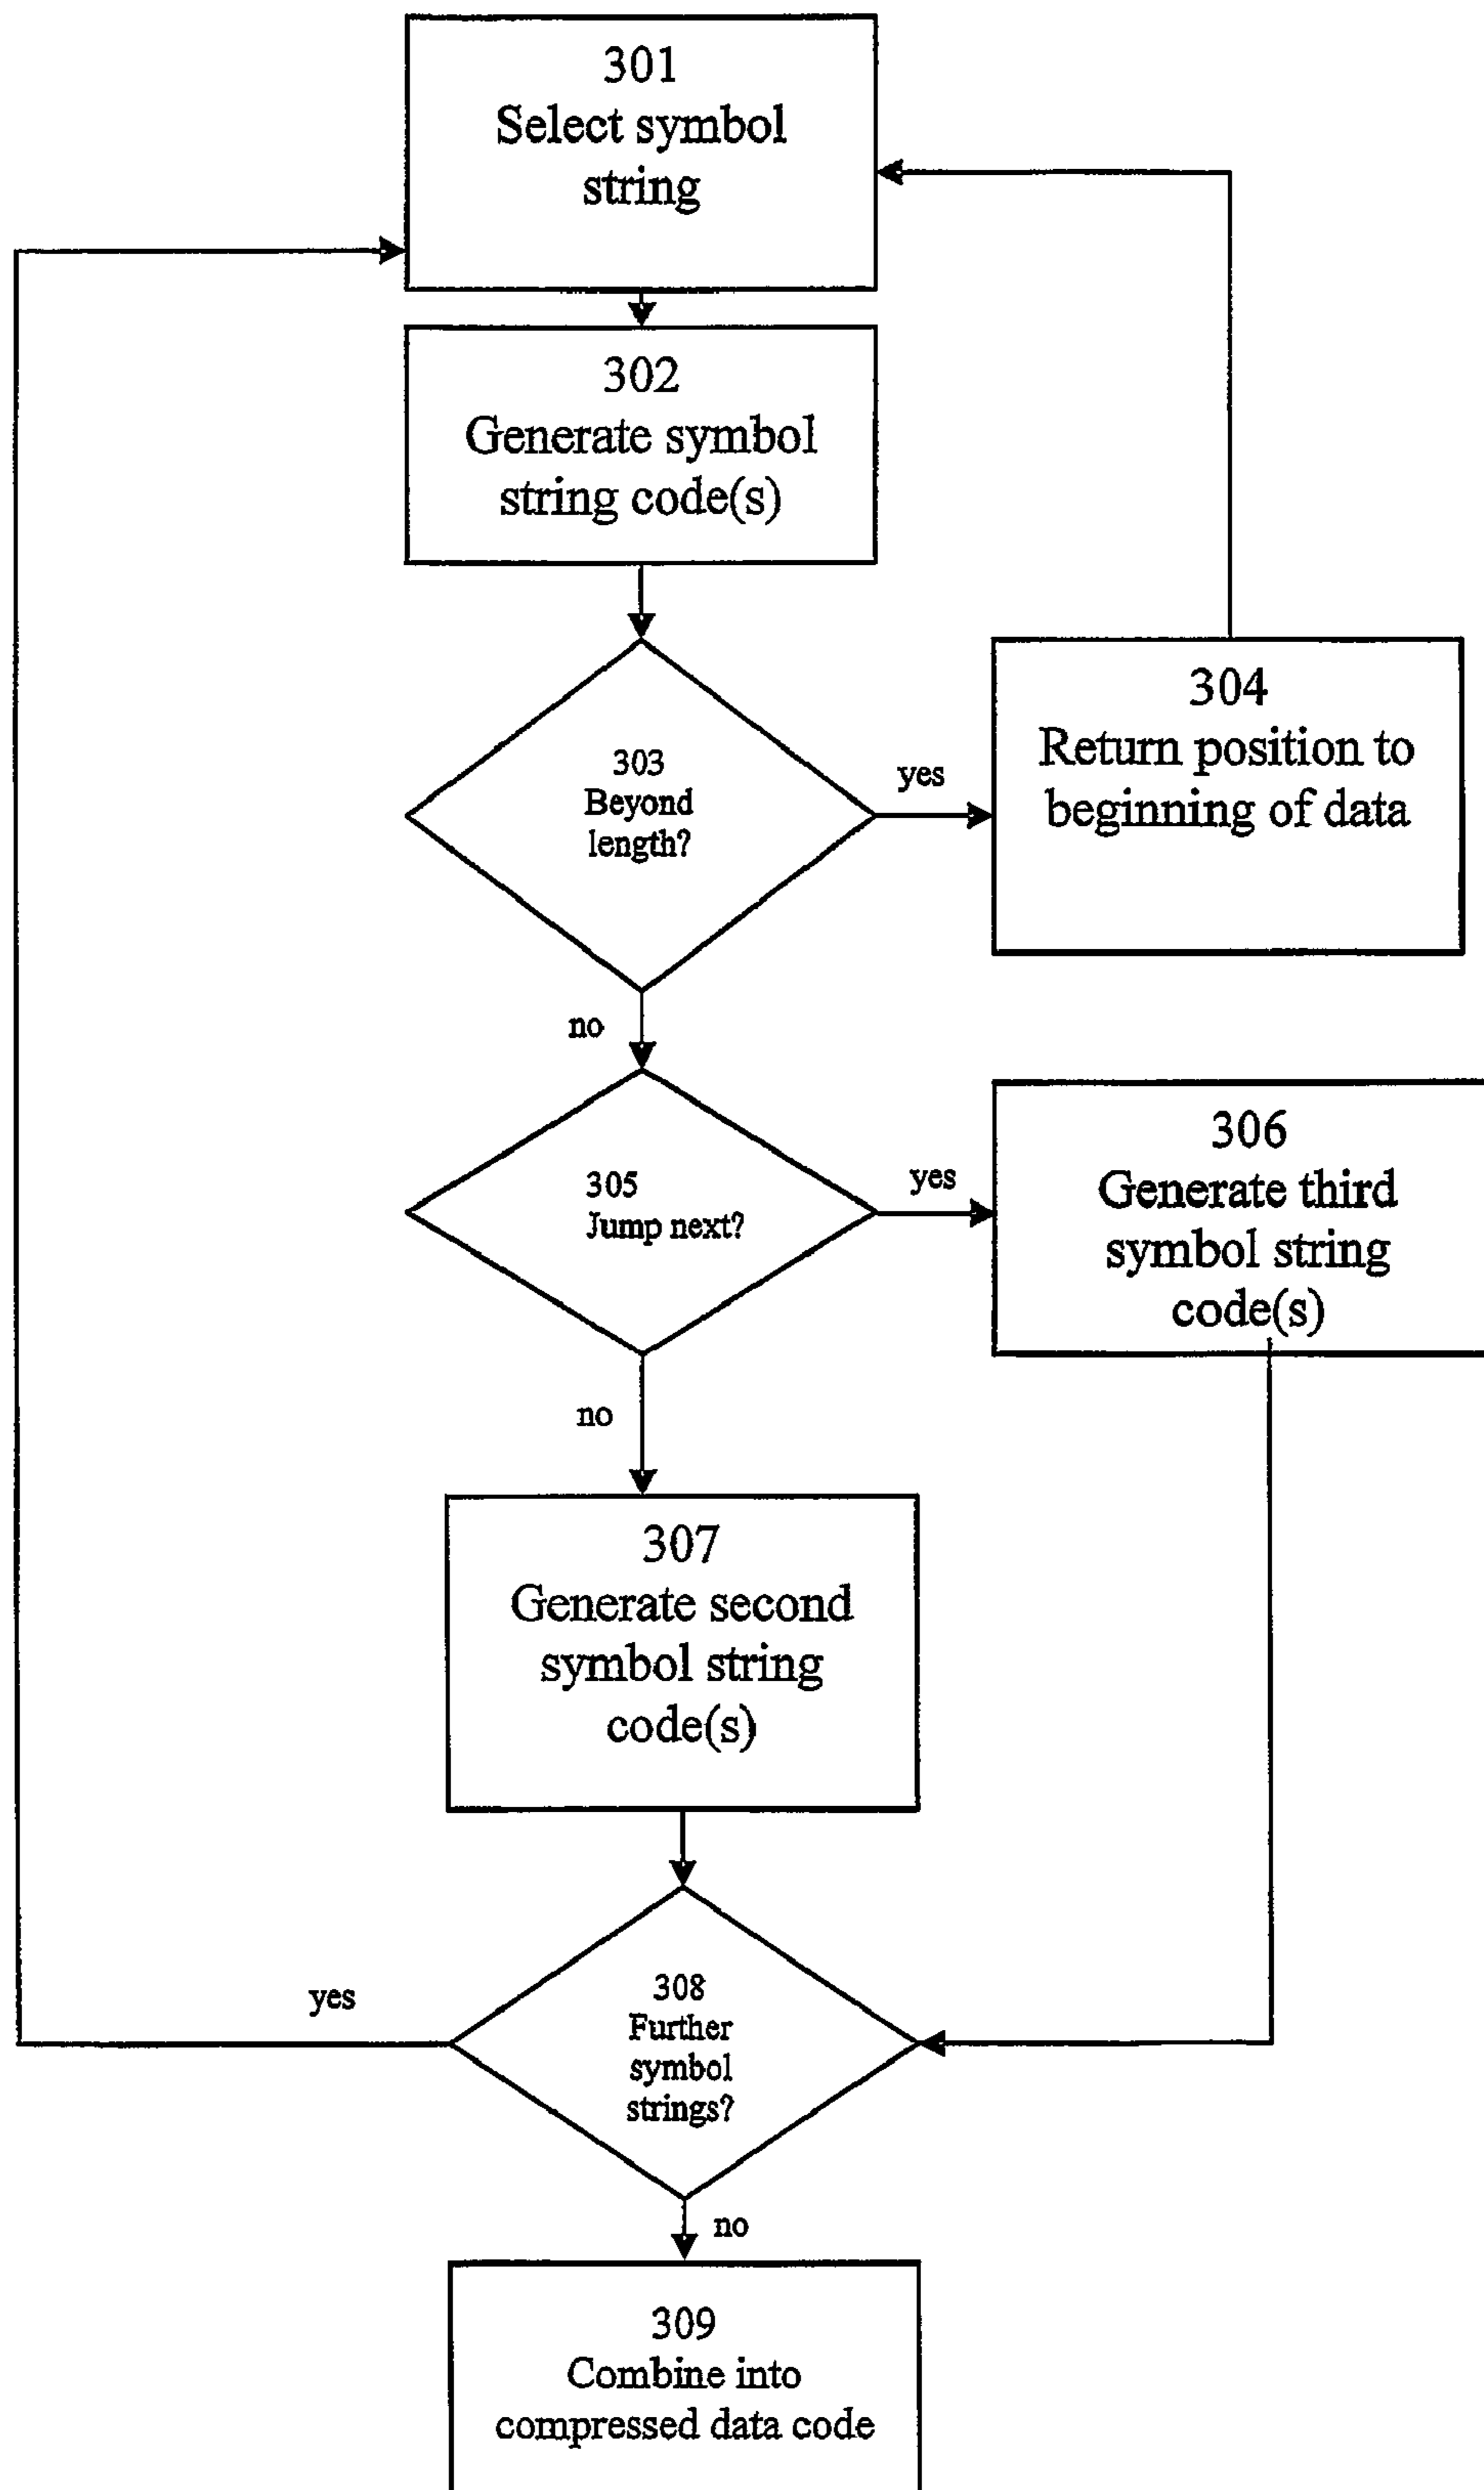 301
Select symbol
string
302
Generate symbol
string code(s)
303
Beyond
length?
yes
304
Return position to
beginning of data
no
305
Jump next?
yes
306
Generate third
symbol string
code(s)
no
307
Generate second
symbol string
code(s)
308
Further
symbol
strings?
yes
no
309
Combine into
compressed data code